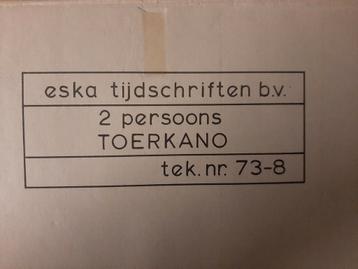 eska tijdschriften b.v.
2 persoons
TOERKANO
tek. nr. 73-8